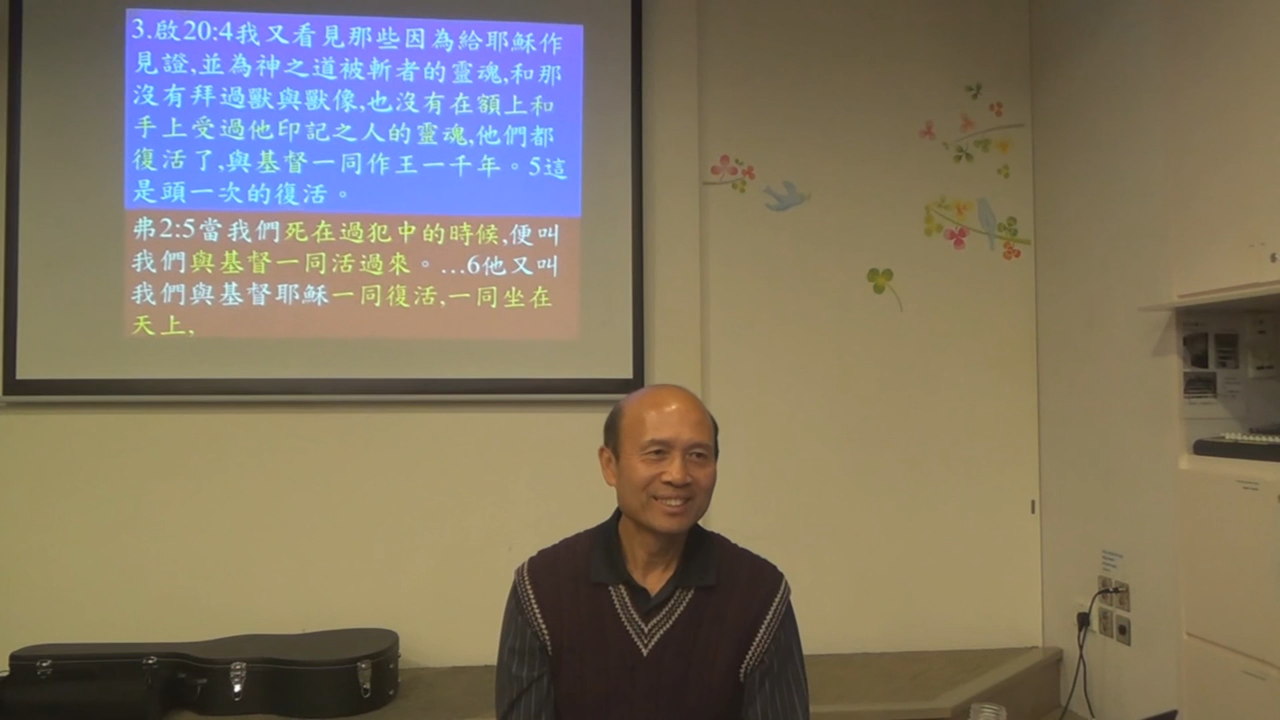 3.啟20:4我又看見那些因為給耶穌作
見證,並為神之道被斬者的靈魂,和那
沒有拜過獸與獸像,也沒有在額上和
手上受過他印記之人的靈魂,他們都
復活了,與基督一同作王一千年。5這
是頭一次的復活。
弗2:5當我們死在過犯中的時候,便叫
我們與基督一同活過來。…6他又叫
我們與基督耶穌一同復活,一同坐在
天上,